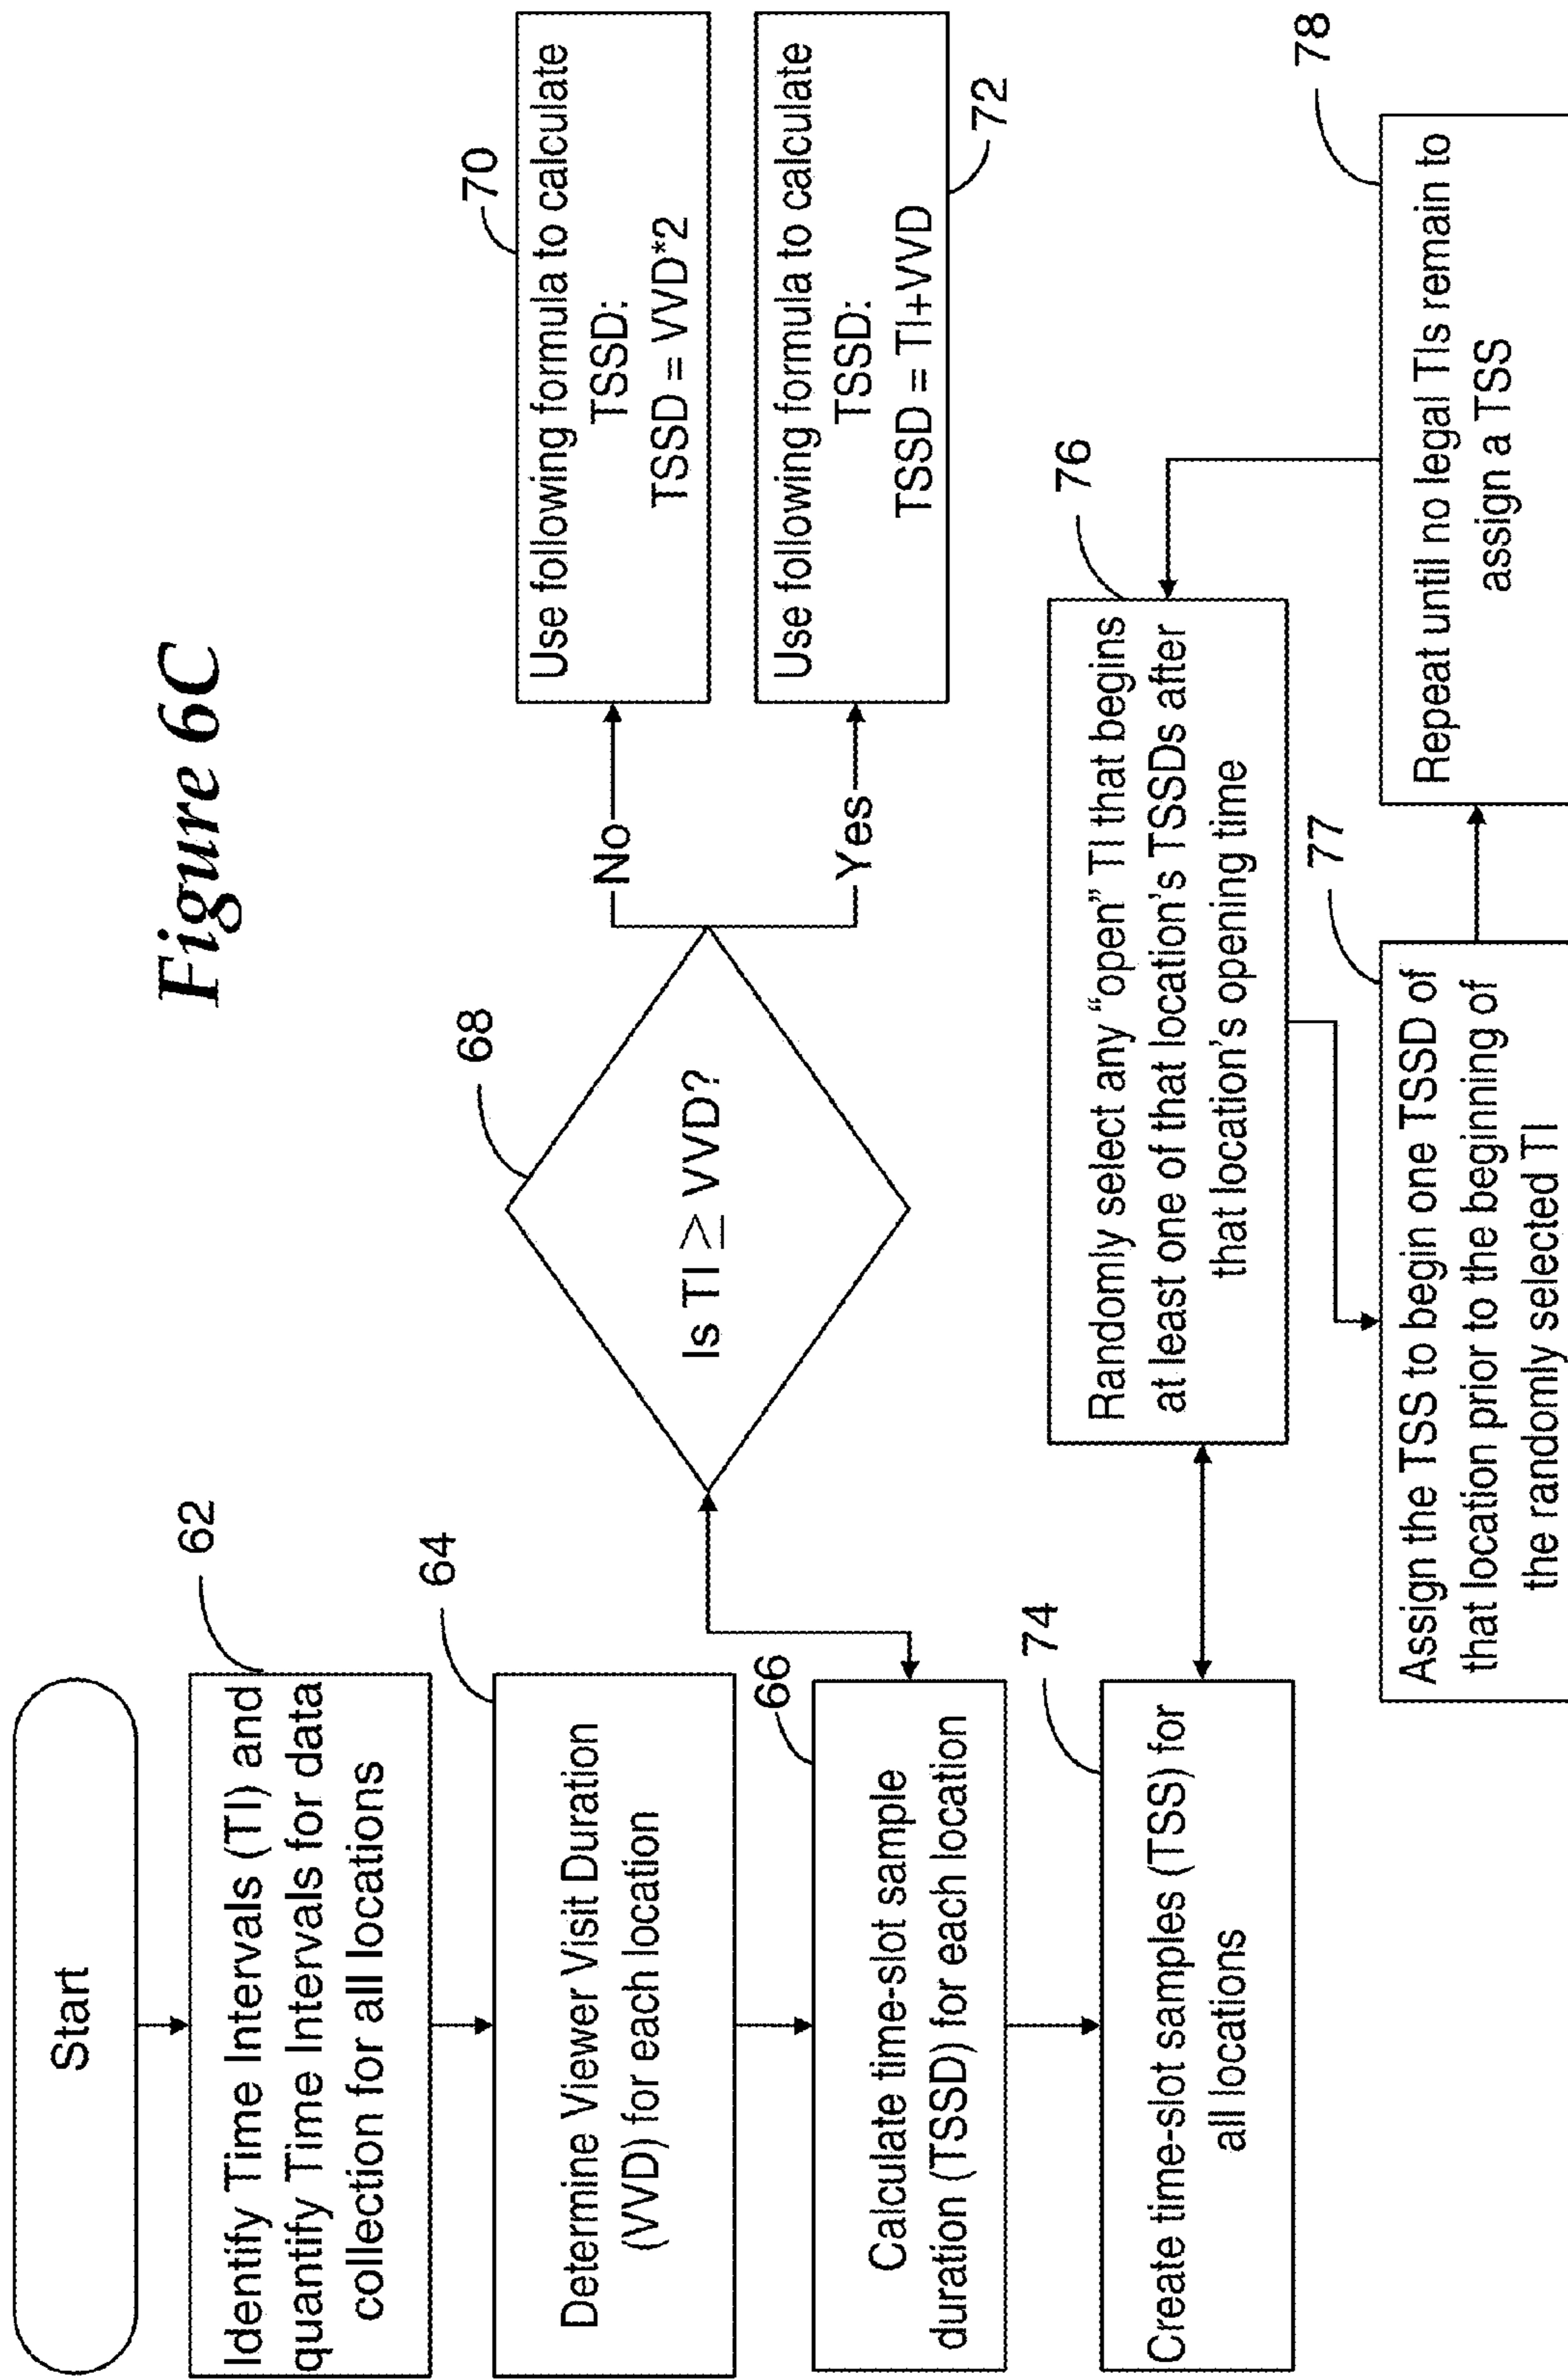 Figure 6C
Start
62
Identify Time Intervals (TI) and
quantify Time Intervals for data
collection for all locations
64
Determine Viewer Visit Duration
(VVD) for each location
66
Calculate time-slot sample
duration (TSSD) for each location
68
Is TI ≥ VVD?
No
70
Use following formula to calculate
TSSD:
TSSD = VVD*2
Yes
72
Use following formula to calculate
TSSD:
TSSD = TI+VVD
74
Create time-slot samples (TSS) for
all locations
76
Randomly select any “open” TI that begins
at least one of that location's TSSDs after
that location's opening time
77
Assign the TSS to begin one TSSD of
that location prior to the beginning of
the randomly selected TI
78
Repeat until no legal TIs remain to
assign a TSS